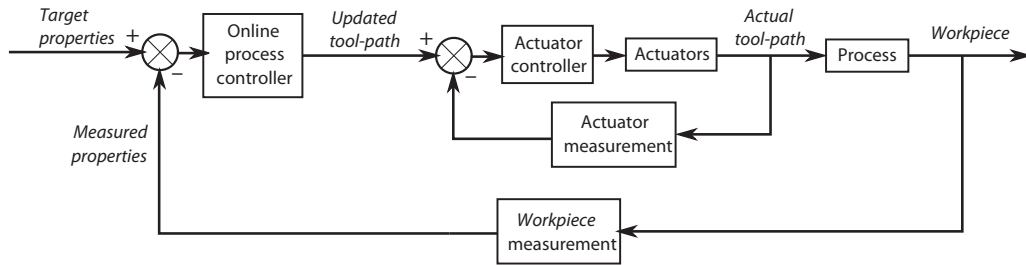 Target
properties
+
−
Online
process
controller
Updated
tool-path
+
−
Actuator
controller
Actuators
Actual
tool-path
Process
Workpiece
Actuator
measurement
Measured
properties
Workpiece
measurement